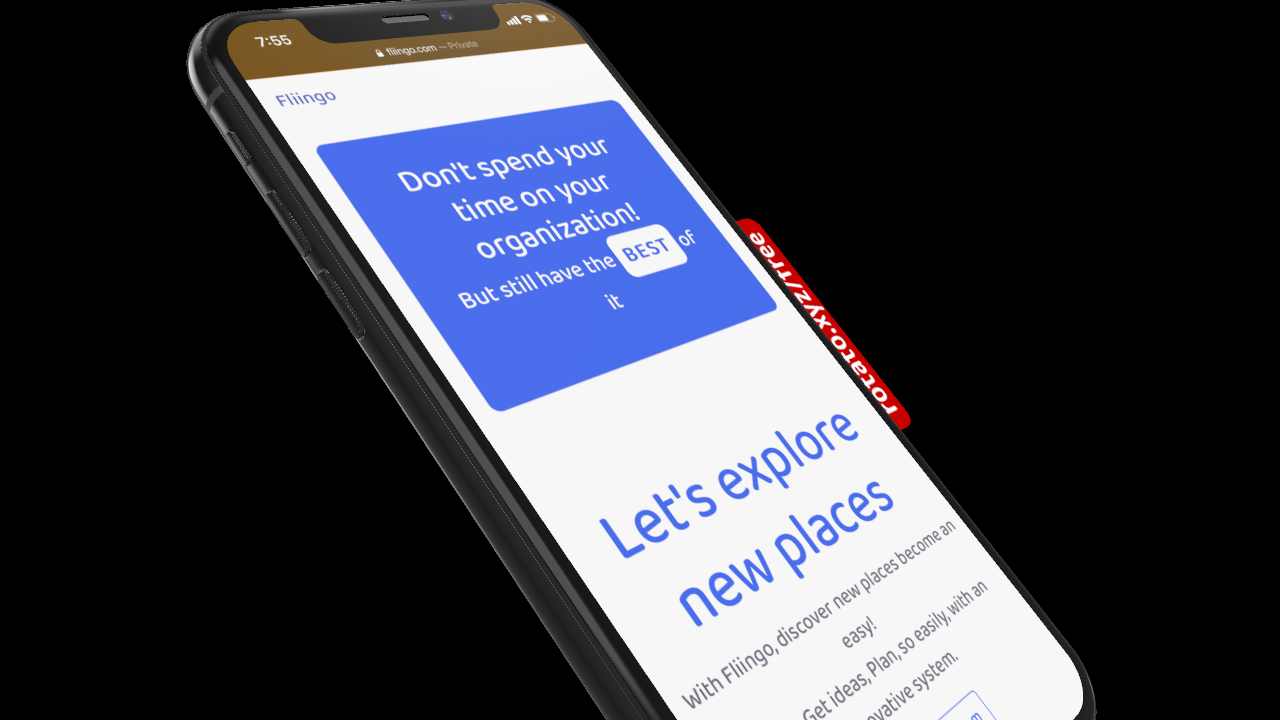 7:55
fliingo.com — Private
Fliingo
Don't spend your
time on your
organization!
But still have the BEST of
it
rotato.xyz/free
Let's explore
new places
With Fliingo, discover new places become an
easy!
Get ideas, Plan, so easily, with an
ovative system.